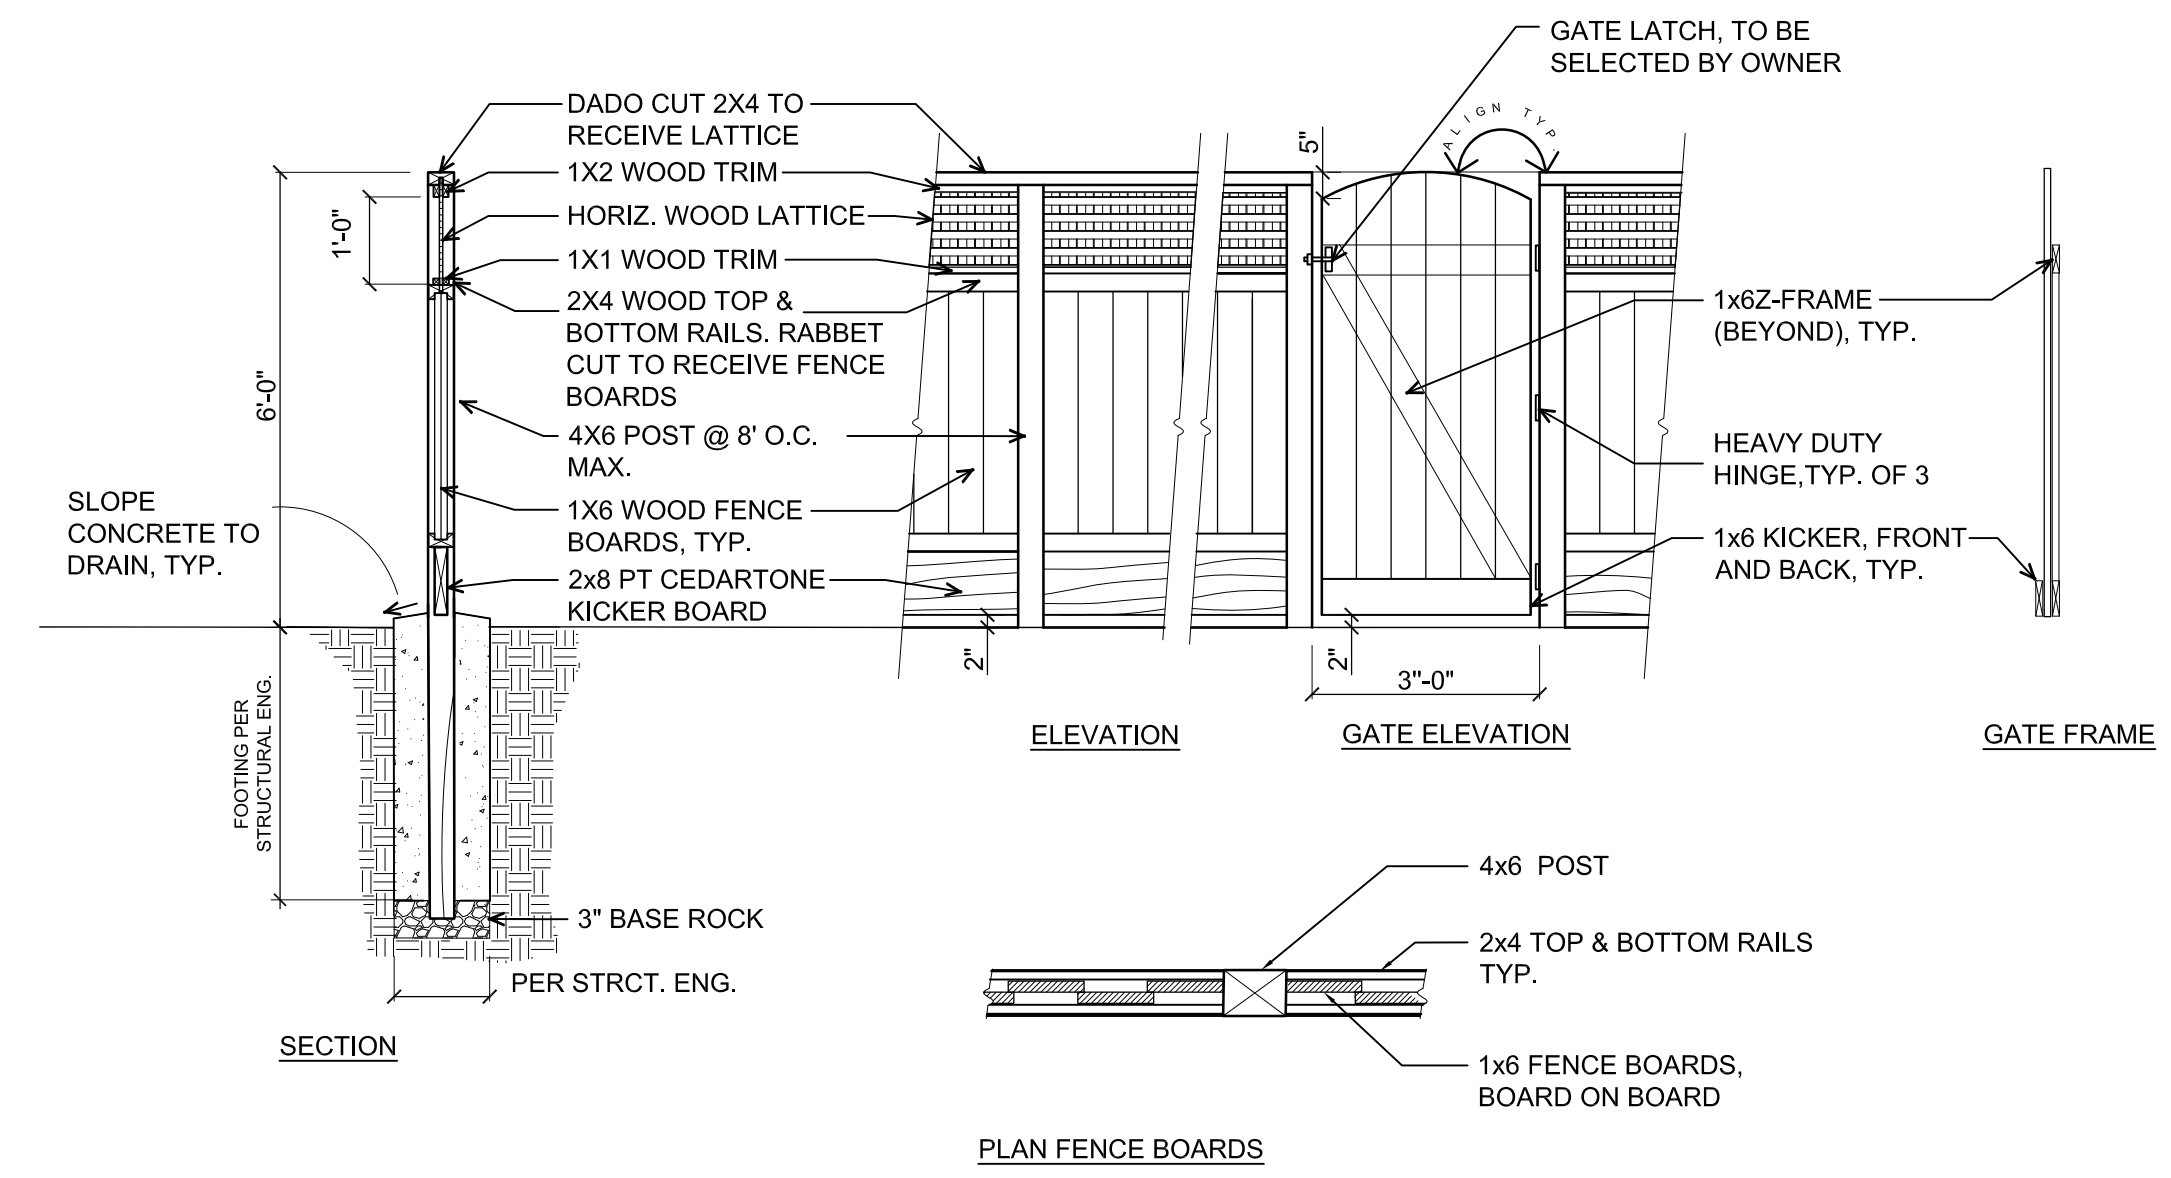 GATE LATCH, TO BE
SELECTED BY OWNER
DADO CUT 2X4 TO
RECEIVE LATTICE
1X2 WOOD TRIM
HORIZ. WOOD LATTICE
1X1 WOOD TRIM
2X4 WOOD TOP &
BOTTOM RAILS. RABBET
CUT TO RECEIVE FENCE
BOARDS
4X6 POST @ 8' O.C.
MAX.
1X6 WOOD FENCE
BOARDS, TYP.
2x8 PT CEDARTONE
KICKER BOARD
1'-0"
6'-0"
SLOPE
CONCRETE TO
DRAIN, TYP.
FOOTING PER
STRUCTURAL ENG.
3" BASE ROCK
PER STRCT. ENG.
SECTION
5"
ALIGN TYP.
1x6Z-FRAME
(BEYOND), TYP.
HEAVY DUTY
HINGE,TYP. OF 3
1x6 KICKER, FRONT
AND BACK, TYP.
2"
2"
3"-0"
ELEVATION
GATE ELEVATION
GATE FRAME
4x6 POST
2x4 TOP & BOTTOM RAILS
TYP.
1x6 FENCE BOARDS,
BOARD ON BOARD
PLAN FENCE BOARDS